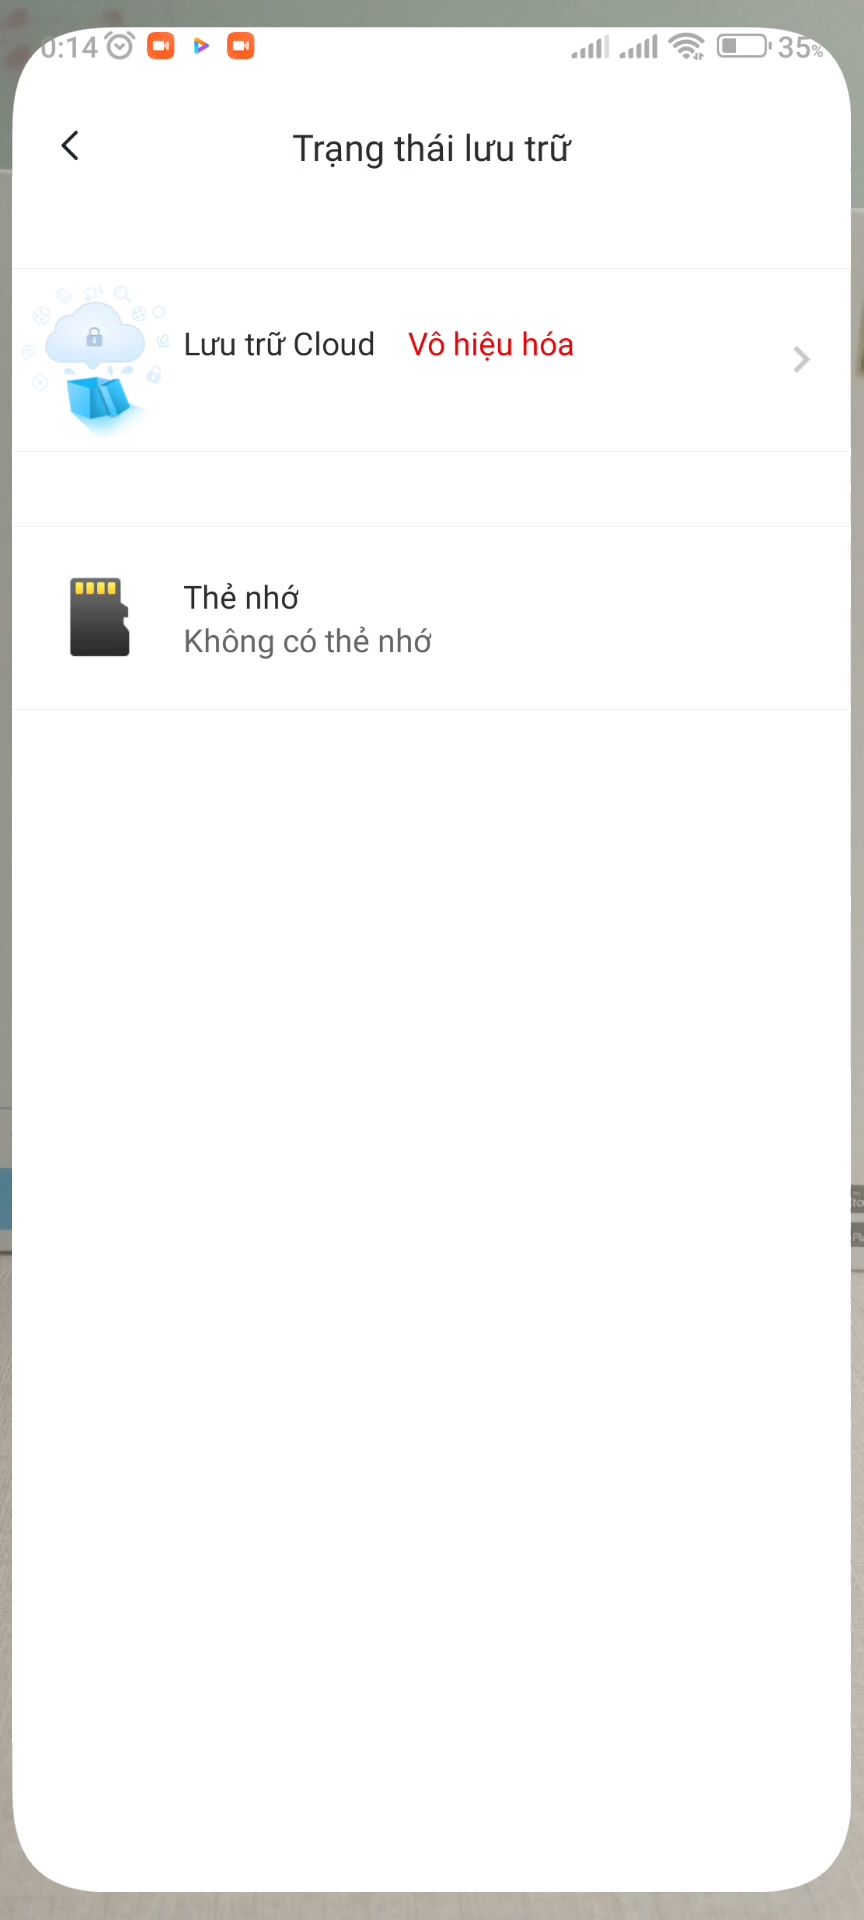 0:14 35%
Trạng thái lưu trữ
Lưu trữ Cloud Vô hiệu hóa
Thẻ nhớ
Không có thẻ nhớ